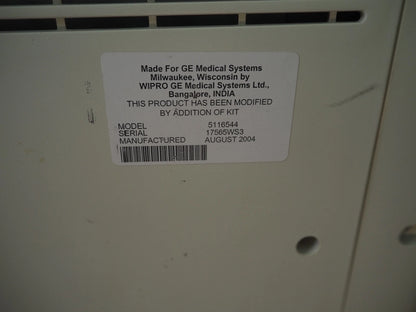 Made For GE Medical Systems
Milwaukee, Wisconsin by
WIPRO GE Medical Systems Ltd.,
Bangalore, INDIA
THIS PRODUCT HAS BEEN MODIFIED
BY ADDITION OF KIT
MODEL 5116544
SERIAL 17565WS3
MANUFACTURED AUGUST 2004